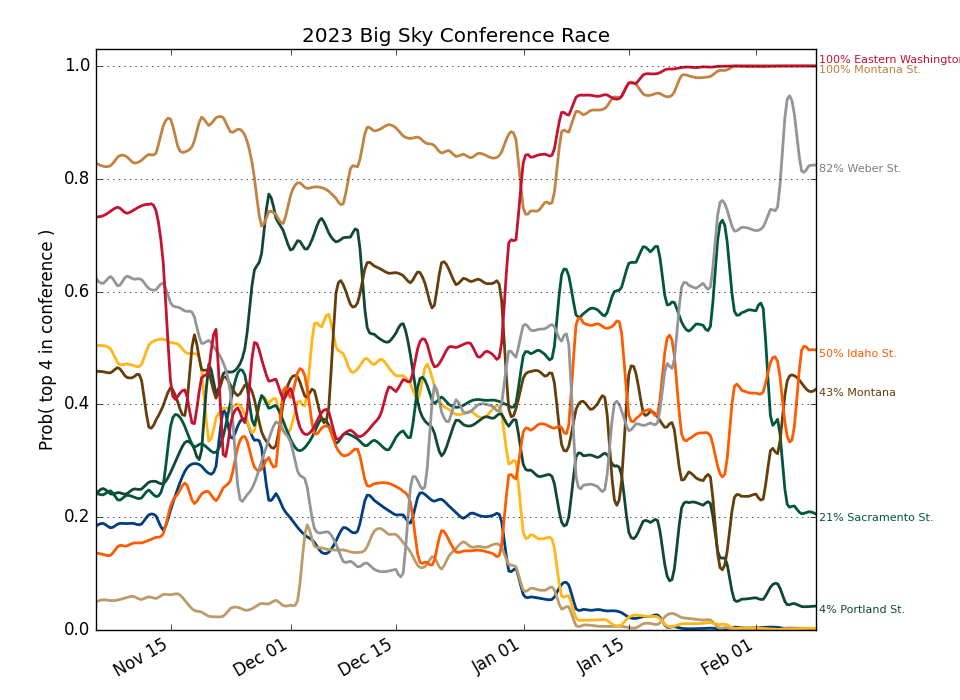 2023 Big Sky Conference Race
Prob( top 4 in conference )
1.0
0.8
0.6
0.4
0.2
0.0
Nov 15
Dec 01
Dec 15
Jan 01
Jan 15
Feb 01
100% Eastern Washington
100% Montana St.
82% Weber St.
50% Idaho St.
43% Montana
21% Sacramento St.
4% Portland St.